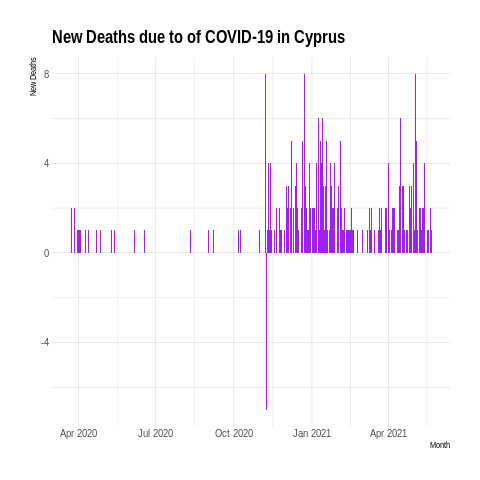 New Deaths due to of COVID-19 in Cyprus
New Deaths
8
4
0
-4
Apr 2020 Jul 2020 Oct 2020 Jan 2021 Apr 2021
Month